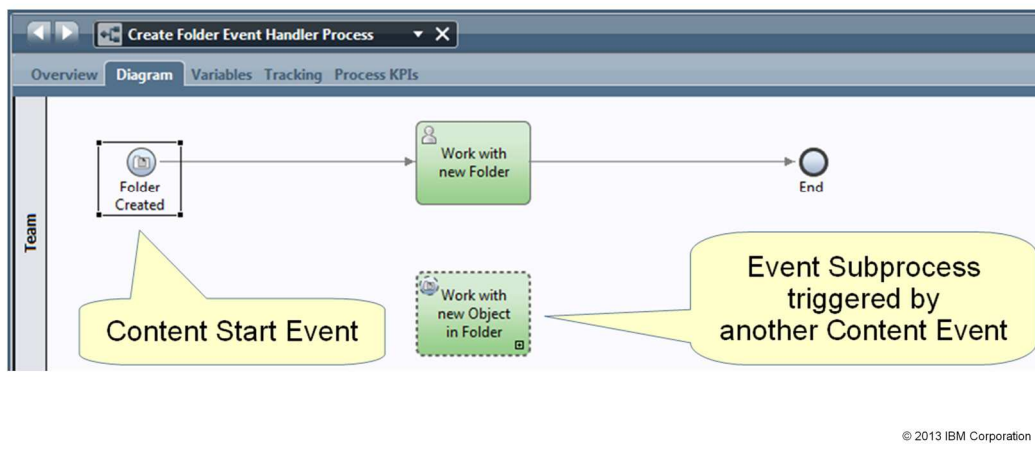 Create Folder Event Handler Process
Overview Diagram Variables Tracking Process KPIs
Team
Folder
Created
Work with
new Folder
End
Content Start Event
Work with
new Object
in Folder
Event Subprocess
triggered by
another Content Event
© 2013 IBM Corporation